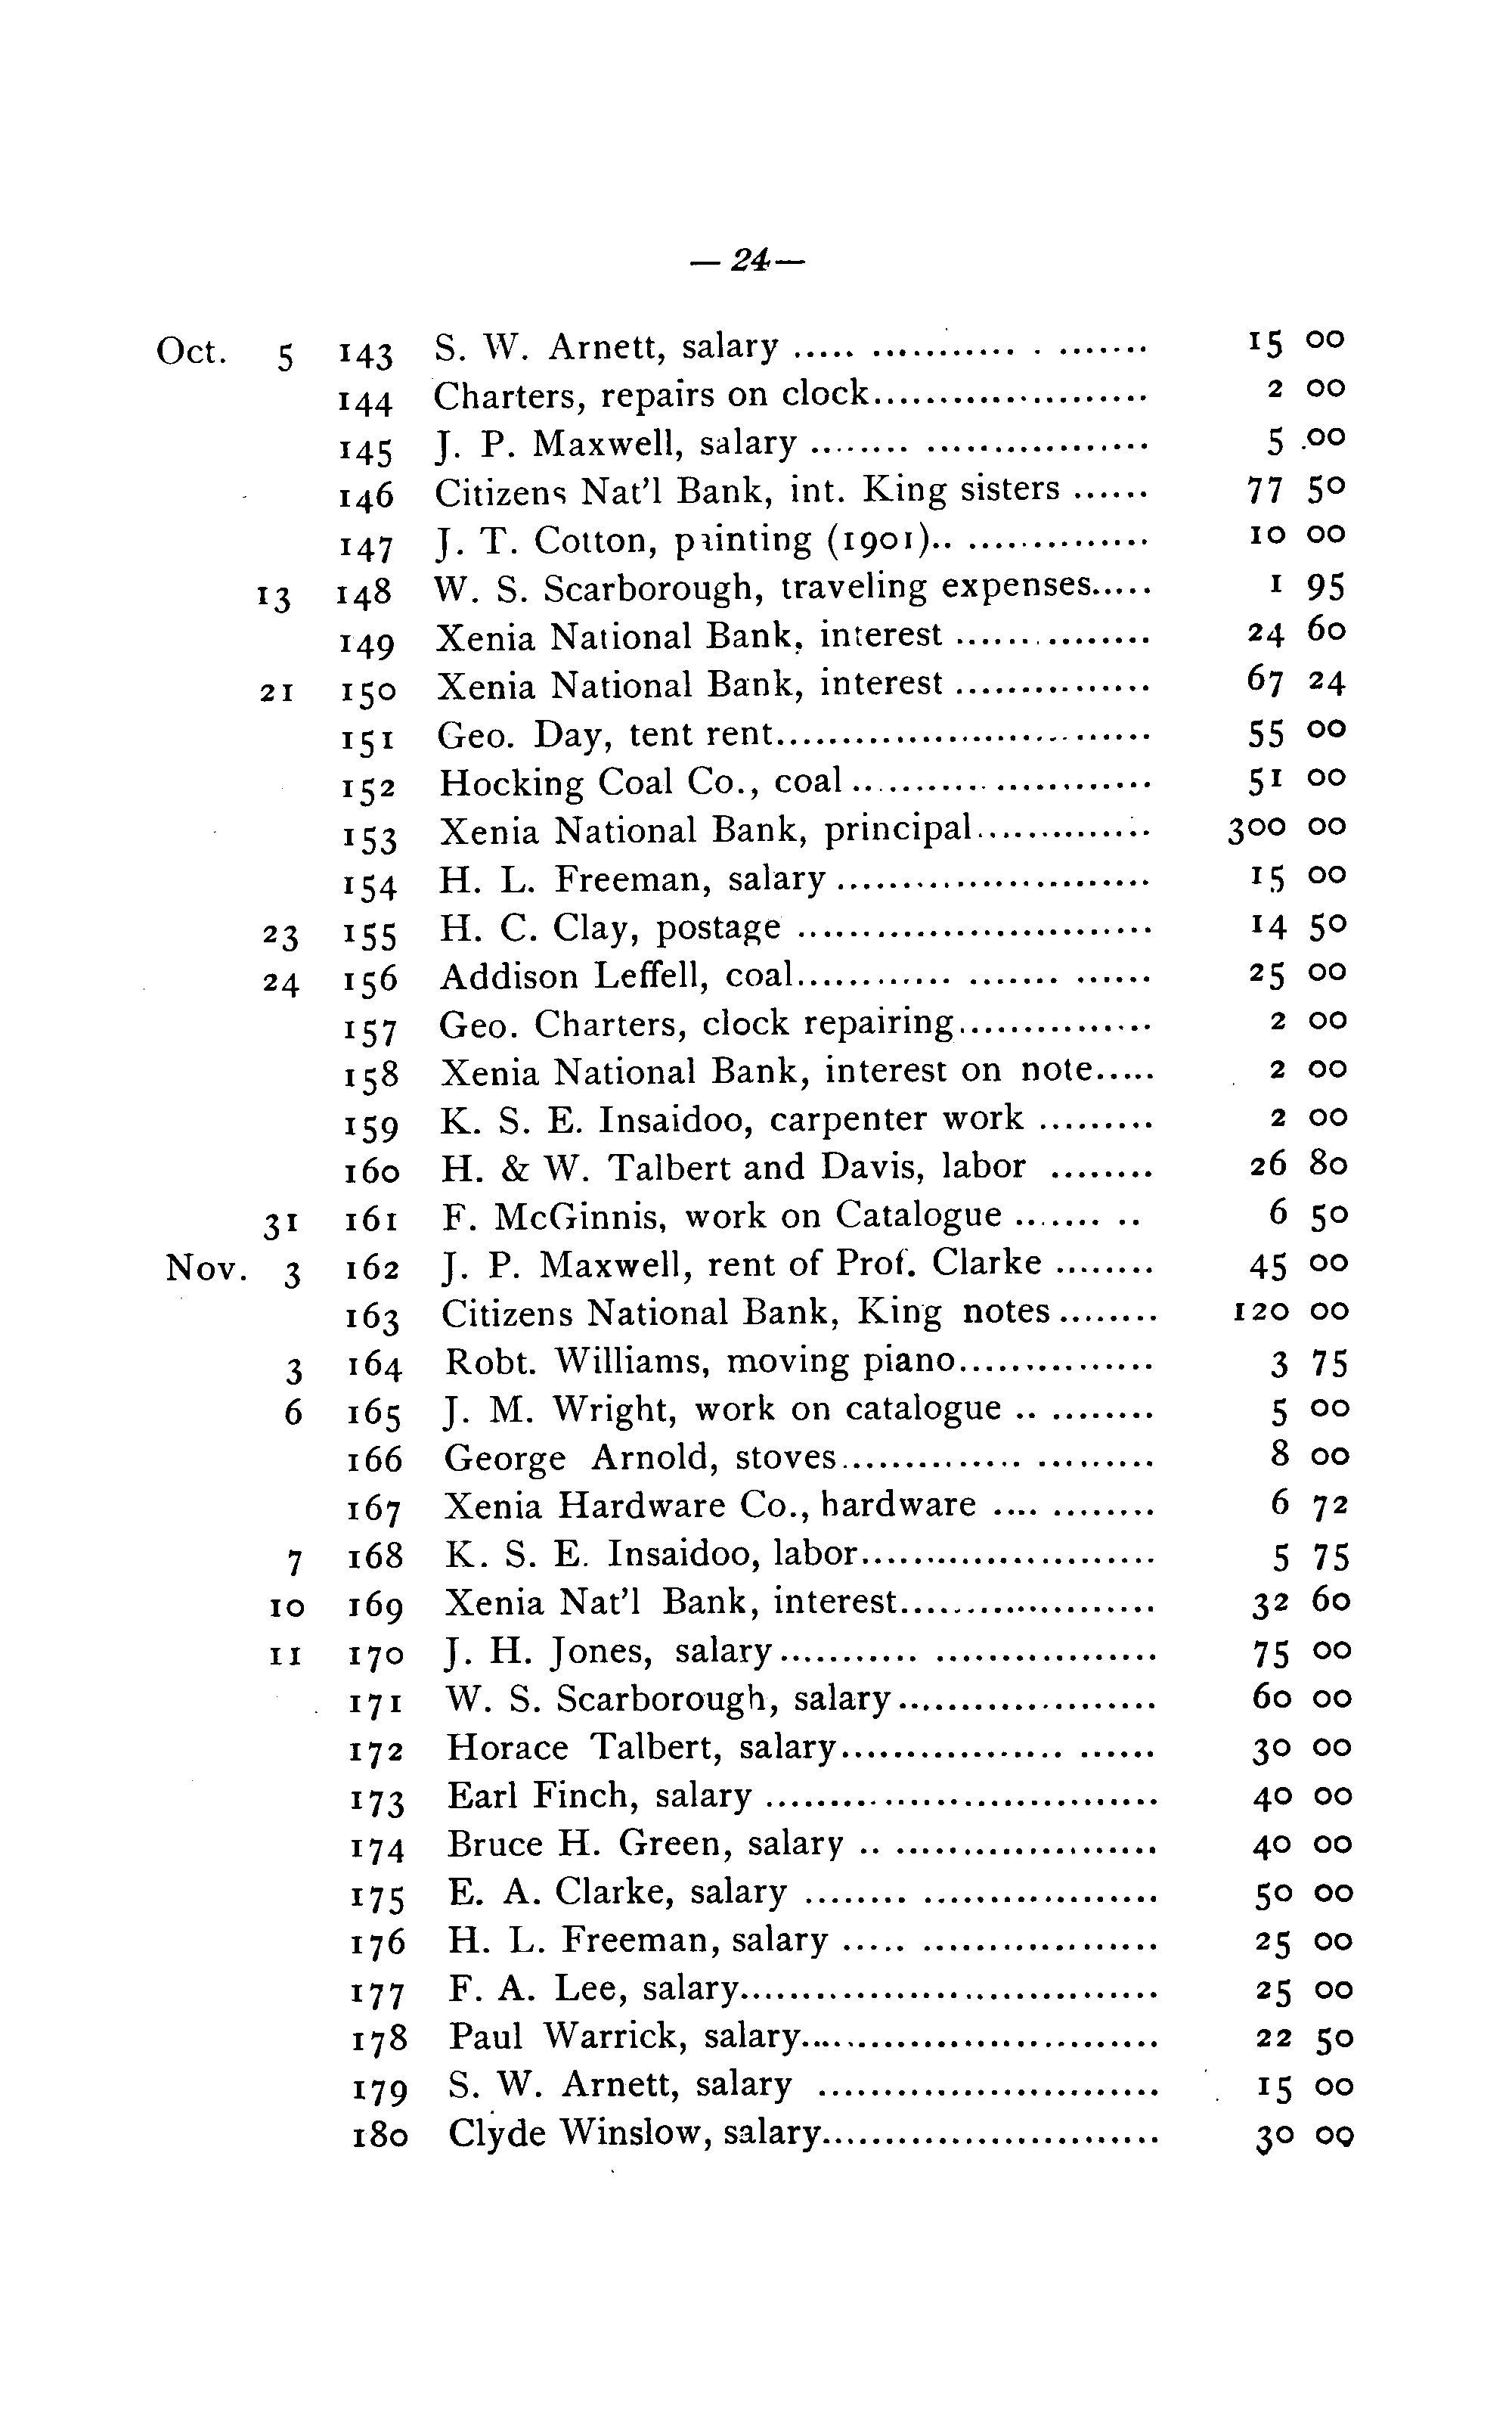 — 24 —
Oct. 5 143 S. W. Arnett, salary ..... ............ . ....... 15 00
144 Charters, repairs on clock..................... 2 00
145 J. P. Maxwell, salary ........ ................. 5 .00
146 Citizens Nat'l Bank, int. King sisters ...... 77 50
147 J. T. Cotton, painting (1901).. .............. 10 00
13 148 W. S. Scarborough, traveling expenses..... 1 95
149 Xenia National Bank, interest ............... 24 60
21 150 Xenia National Bank, interest ............... 67 24
151 Geo. Day, tent rent............................. 55 00
152 Hocking Coal Co., coal ....................... 51 00
153 Xenia National Bank, principal.............. 300 00
154 H. L. Freeman, salary ........................ 15 00
23 155 H. C. Clay, postage ........................... 14 50
24 156 Addison Leffell, coal............ ....... ...... 25 00
157 Geo. Charters, clock repairing............... 2 00
158 Xenia National Bank, interest on note..... 2 00
159 K. S. E. Insaidoo, carpenter work ......... 2 00
160 H. & W. Talbert and Davis, labor ........ 26 80
31 161 F. McGinnis, work on Catalogue ....... .. 6 50
Nov. 3 162 J. P. Maxwell, rent of Prof. Clarke ........ 45 00
163 Citizens National Bank, King notes ........ 120 00
3 164 Robt. Williams, moving piano............... 3 75
6 165 J. M. Wright, work on catalogue .. ........ 5 00
166 George Arnold, stoves.............. ......... 8 00
167 Xenia Hardware Co., hardware .... ........ 6 72
7 168 K. S. E. Insaidoo, labor....................... 5 75
10 169 Xenia Nat'l Bank, interest.................... 32 60
11 170 J. H. Jones, salary........... ................. 75 00
171 W. S. Scarborough, salary.................... 60 00
172 Horace Talbert, salary................. ...... 30 00
173 Earl Finch, salary .............................. 40 00
174 Bruce H. Green, salary .. .................... 40 00
175 E. A. Clarke, salary ........ .................. 50 00
176 H. L. Freeman, salary ..... .................. 25 00
177 F. A. Lee, salary................................ 25 00
178 Paul Warrick, salary........................... 22 50
179 S. W. Arnett, salary .......................... 15 00
180 Clyde Winslow, salary.......................... 30 00